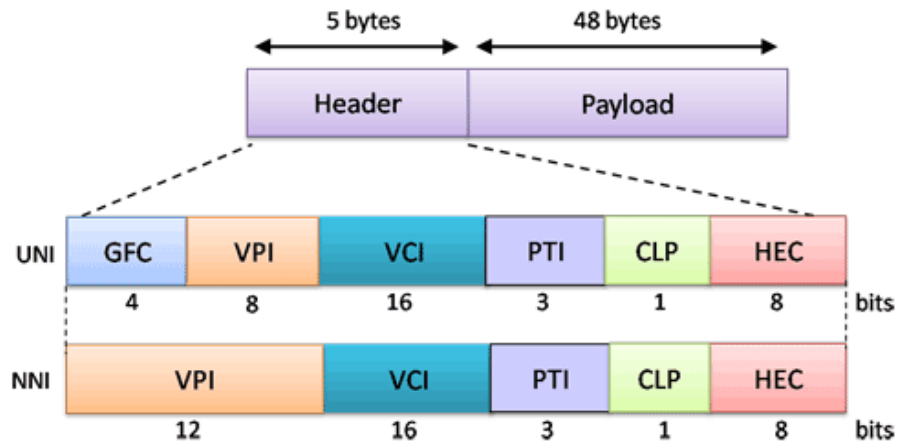 5 bytes 48 bytes
Header Payload
UNI GFC VPI VCI PTI CLP HEC
4 8 16 3 1 8 bits
NNI VPI VCI PTI CLP HEC
12 16 3 1 8 bits